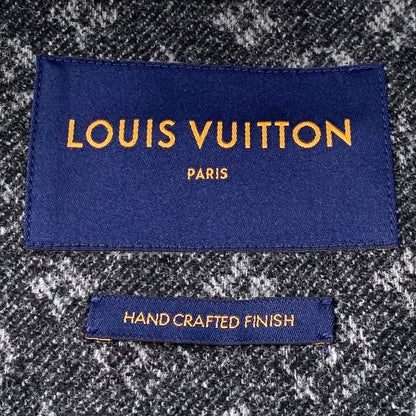 LOUIS VUITTON
PARIS
HAND CRAFTED FINISH